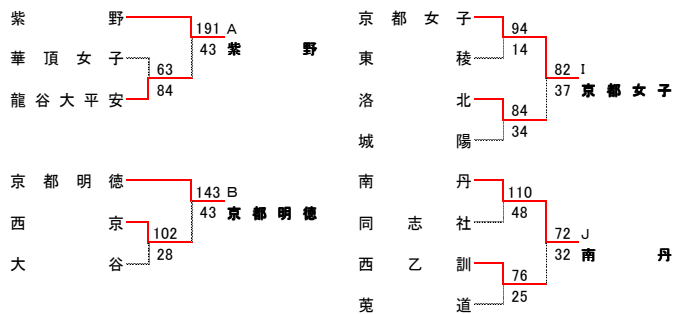 紫野
191 A
43 紫野
華頂女子
63
84
龍谷大平安
京都明徳
143 B
43 京都明徳
西京
102
28
大谷
京都女子
94
14
東稜
82 I
37 京都女子
洛北
84
34
城陽
南丹
110
48
同志社
72 J
32 南丹
西乙訓
76
25
莵道